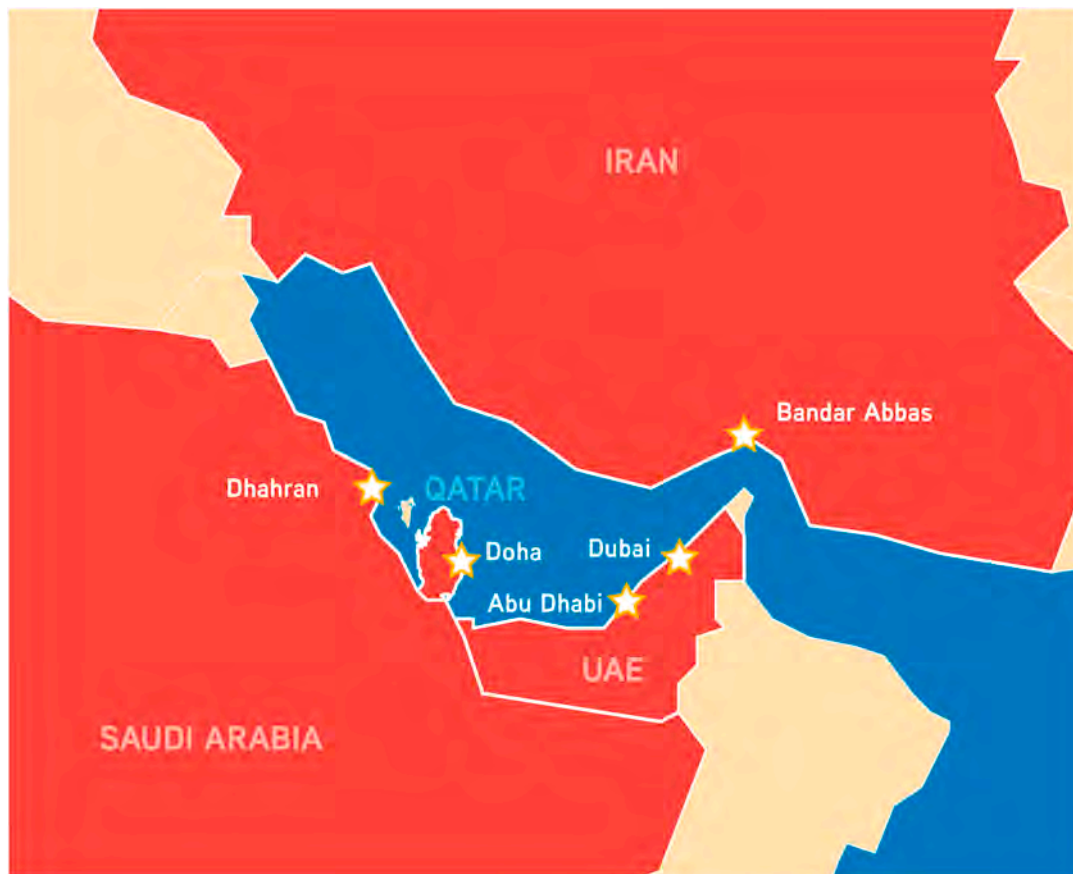 IRAN
Bandar Abbas
Dhahran
QATAR
Doha
Dubai
Abu Dhabi
UAE
SAUDI ARABIA